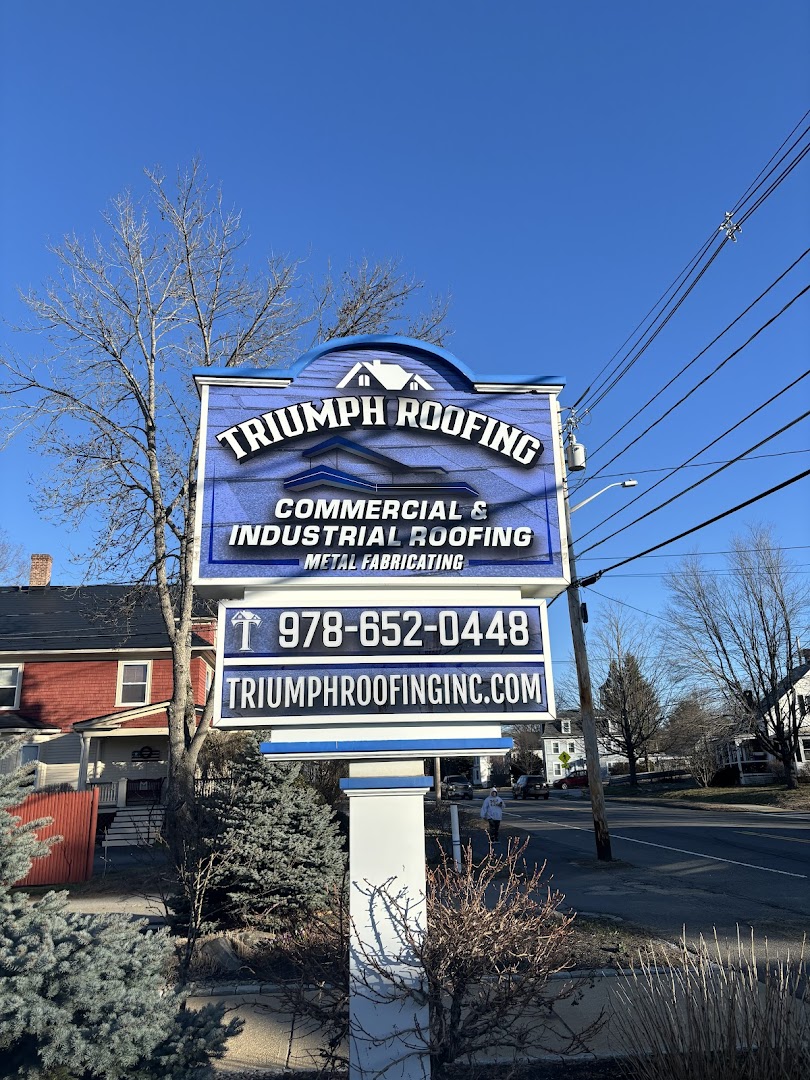 TRIUMPH ROOFING
COMMERCIAL &
INDUSTRIAL ROOFING
METAL FABRICATING
978-652-0448
TRIUMPHROOFINGINC.COM